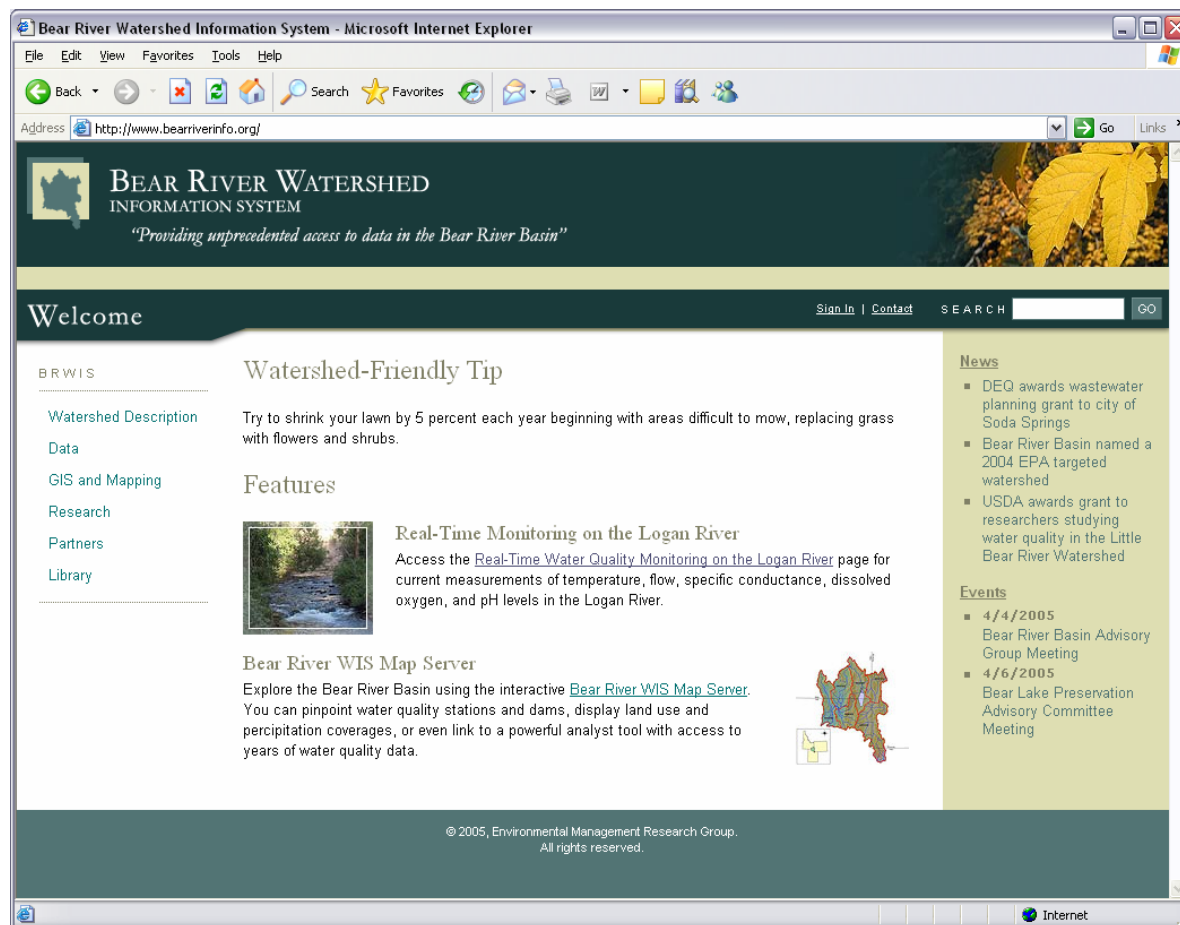 Bear River Watershed Information System - Microsoft Internet Explorer
File Edit View Favorites Tools Help
Back Search Favorites
Address http://www.bearriverinfo.org/ Go Links
BEAR RIVER WATERSHED
INFORMATION SYSTEM
“Providing unprecedented access to data in the Bear River Basin”
Welcome
Sign In | Contact SEARCH GO
BRWIS
Watershed Description
Data
GIS and Mapping
Research
Partners
Library
Watershed-Friendly Tip
Try to shrink your lawn by 5 percent each year beginning with areas difficult to mow, replacing grass
with flowers and shrubs.
Features
Real-Time Monitoring on the Logan River
Access the Real-Time Water Quality Monitoring on the Logan River page for
current measurements of temperature, flow, specific conductance, dissolved
oxygen, and pH levels in the Logan River.
Bear River WIS Map Server
Explore the Bear River Basin using the interactive Bear River WIS Map Server.
You can pinpoint water quality stations and dams, display land use and
percipitation coverages, or even link to a powerful analyst tool with access to
years of water quality data.
News
DEQ awards wastewater
planning grant to city of
Soda Springs
Bear River Basin named a
2004 EPA targeted
watershed
USDA awards grant to
researchers studying
water quality in the Little
Bear River Watershed
Events
4/4/2005
Bear River Basin Advisory
Group Meeting
4/6/2005
Bear Lake Preservation
Advisory Committee
Meeting
© 2005, Environmental Management Research Group.
All rights reserved.
Internet